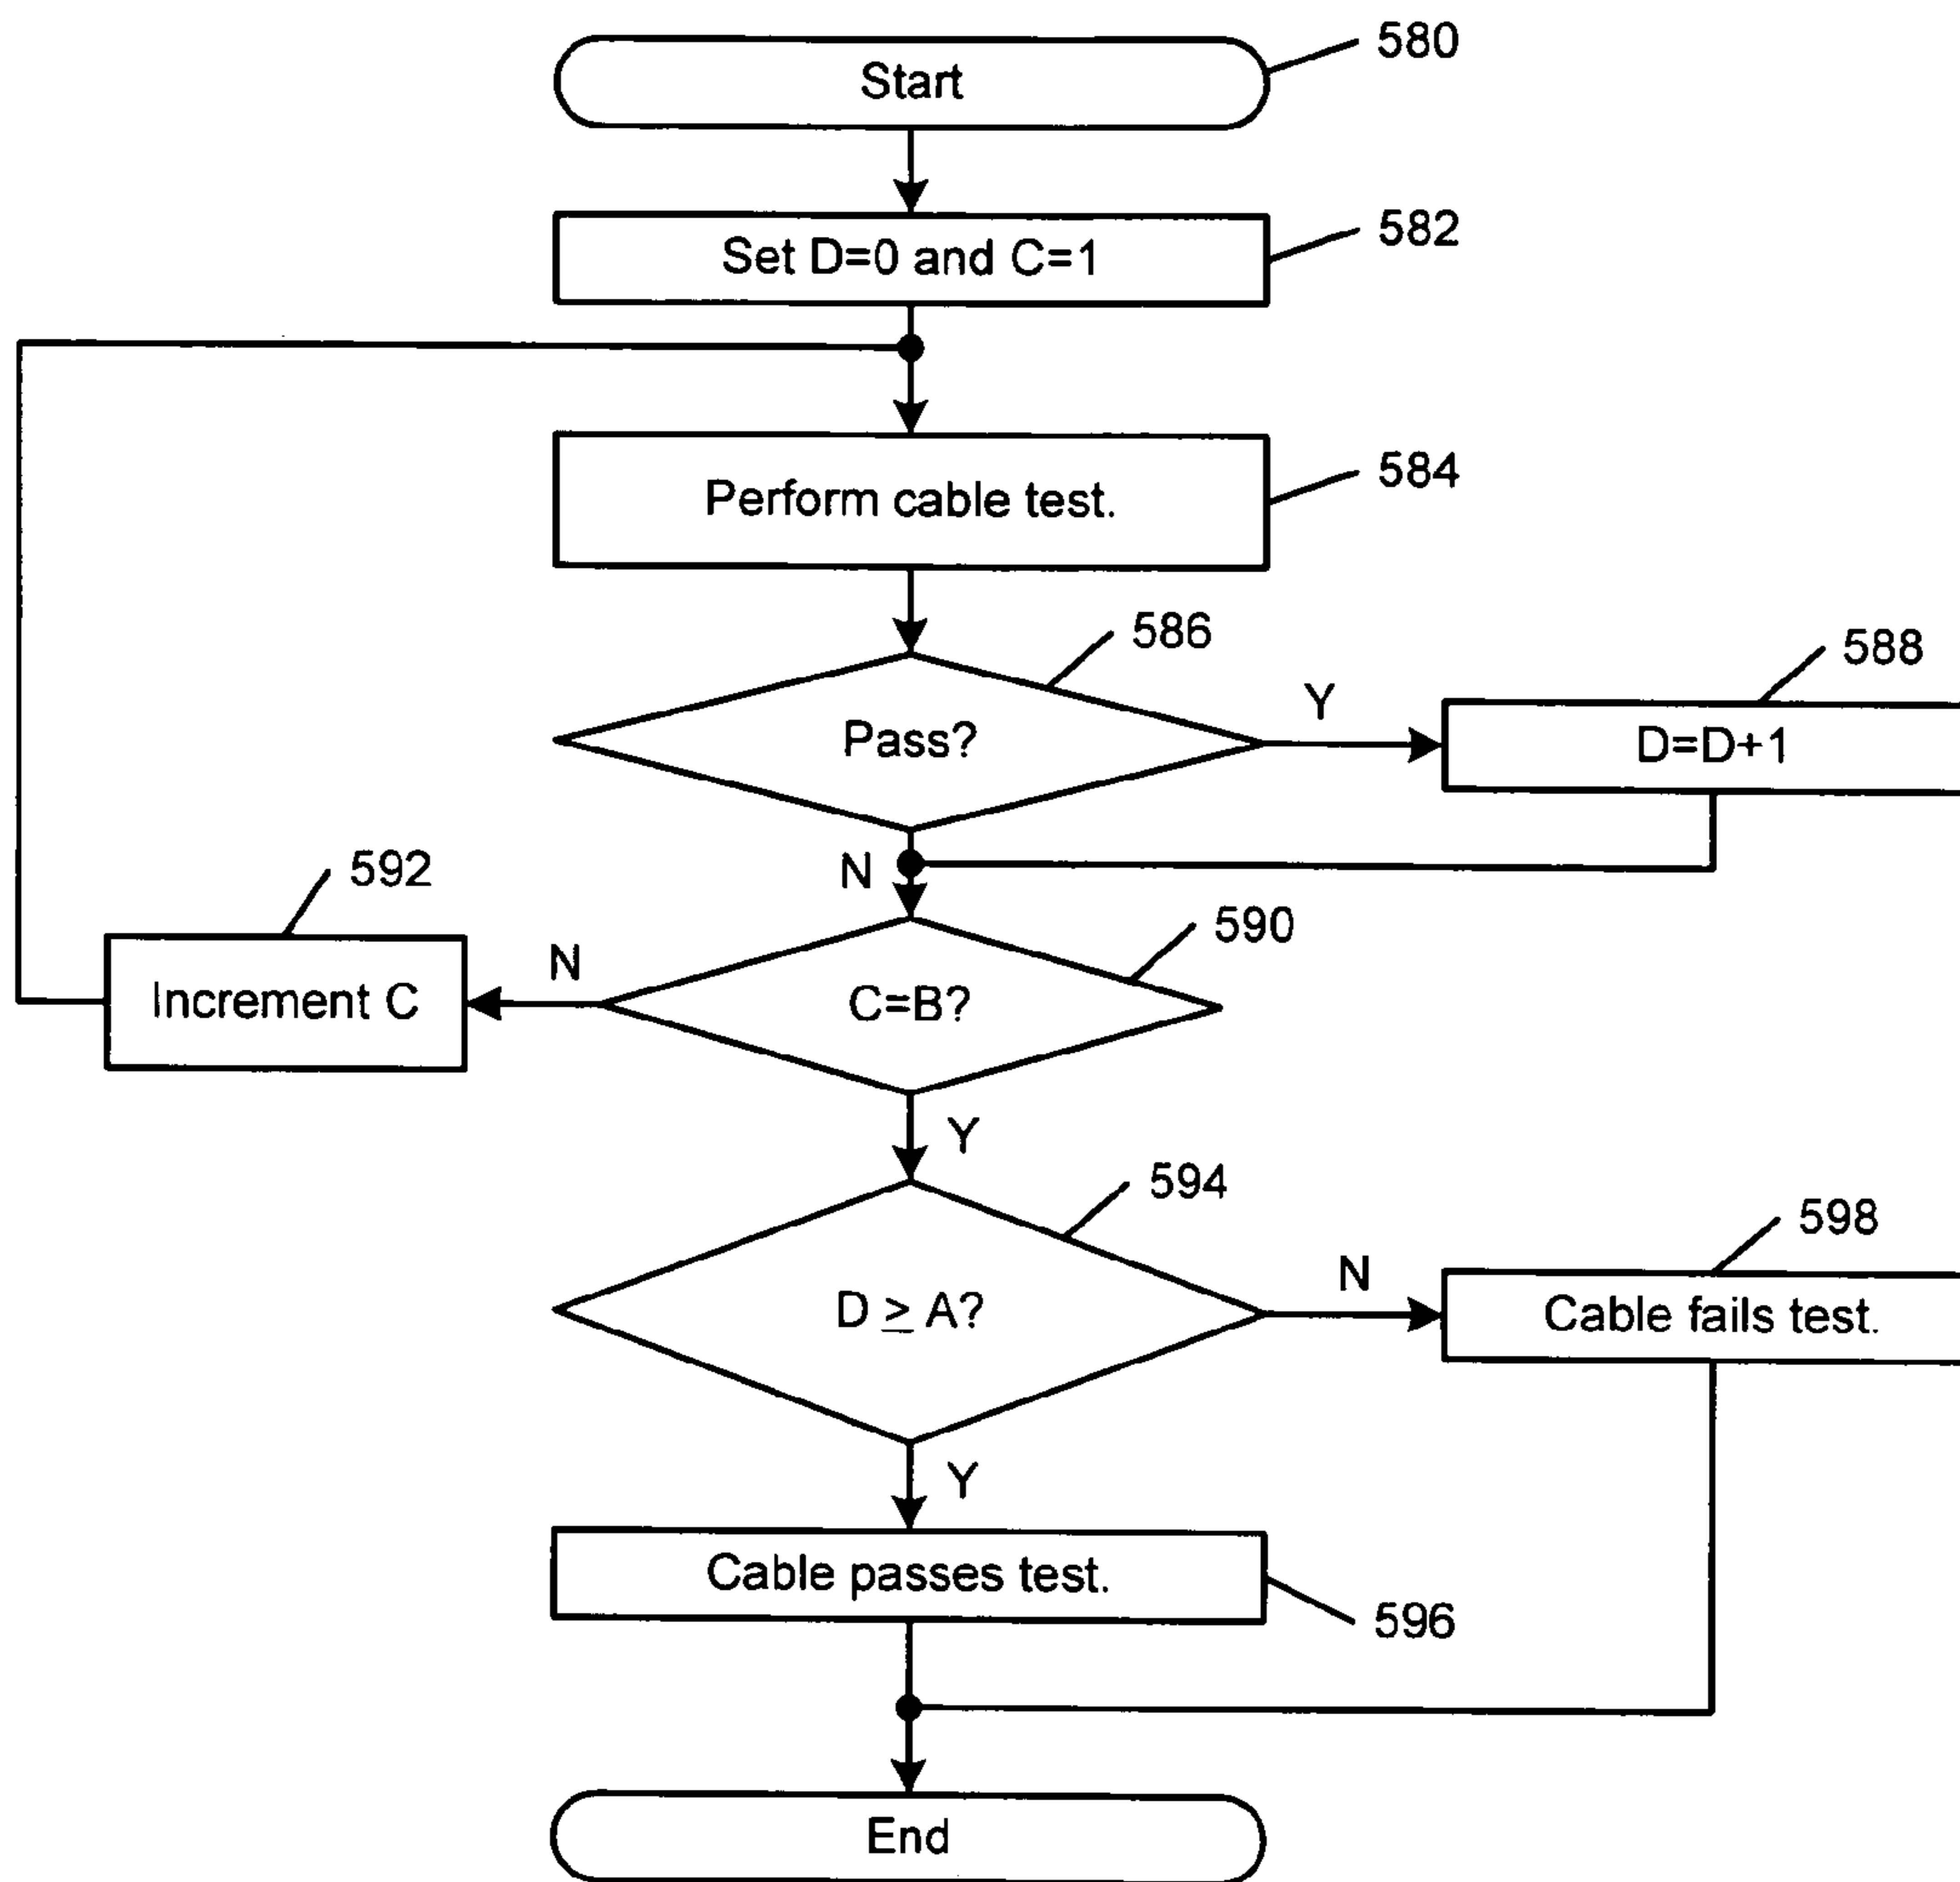 Start
580
Set D=0 and C=1
582
Perform cable test.
584
586
Pass?
Y
588
D=D+1
N
592
Increment C
N
590
C=B?
Y
594
D ≥ A?
N
598
Cable fails test.
Y
Cable passes test.
596
End